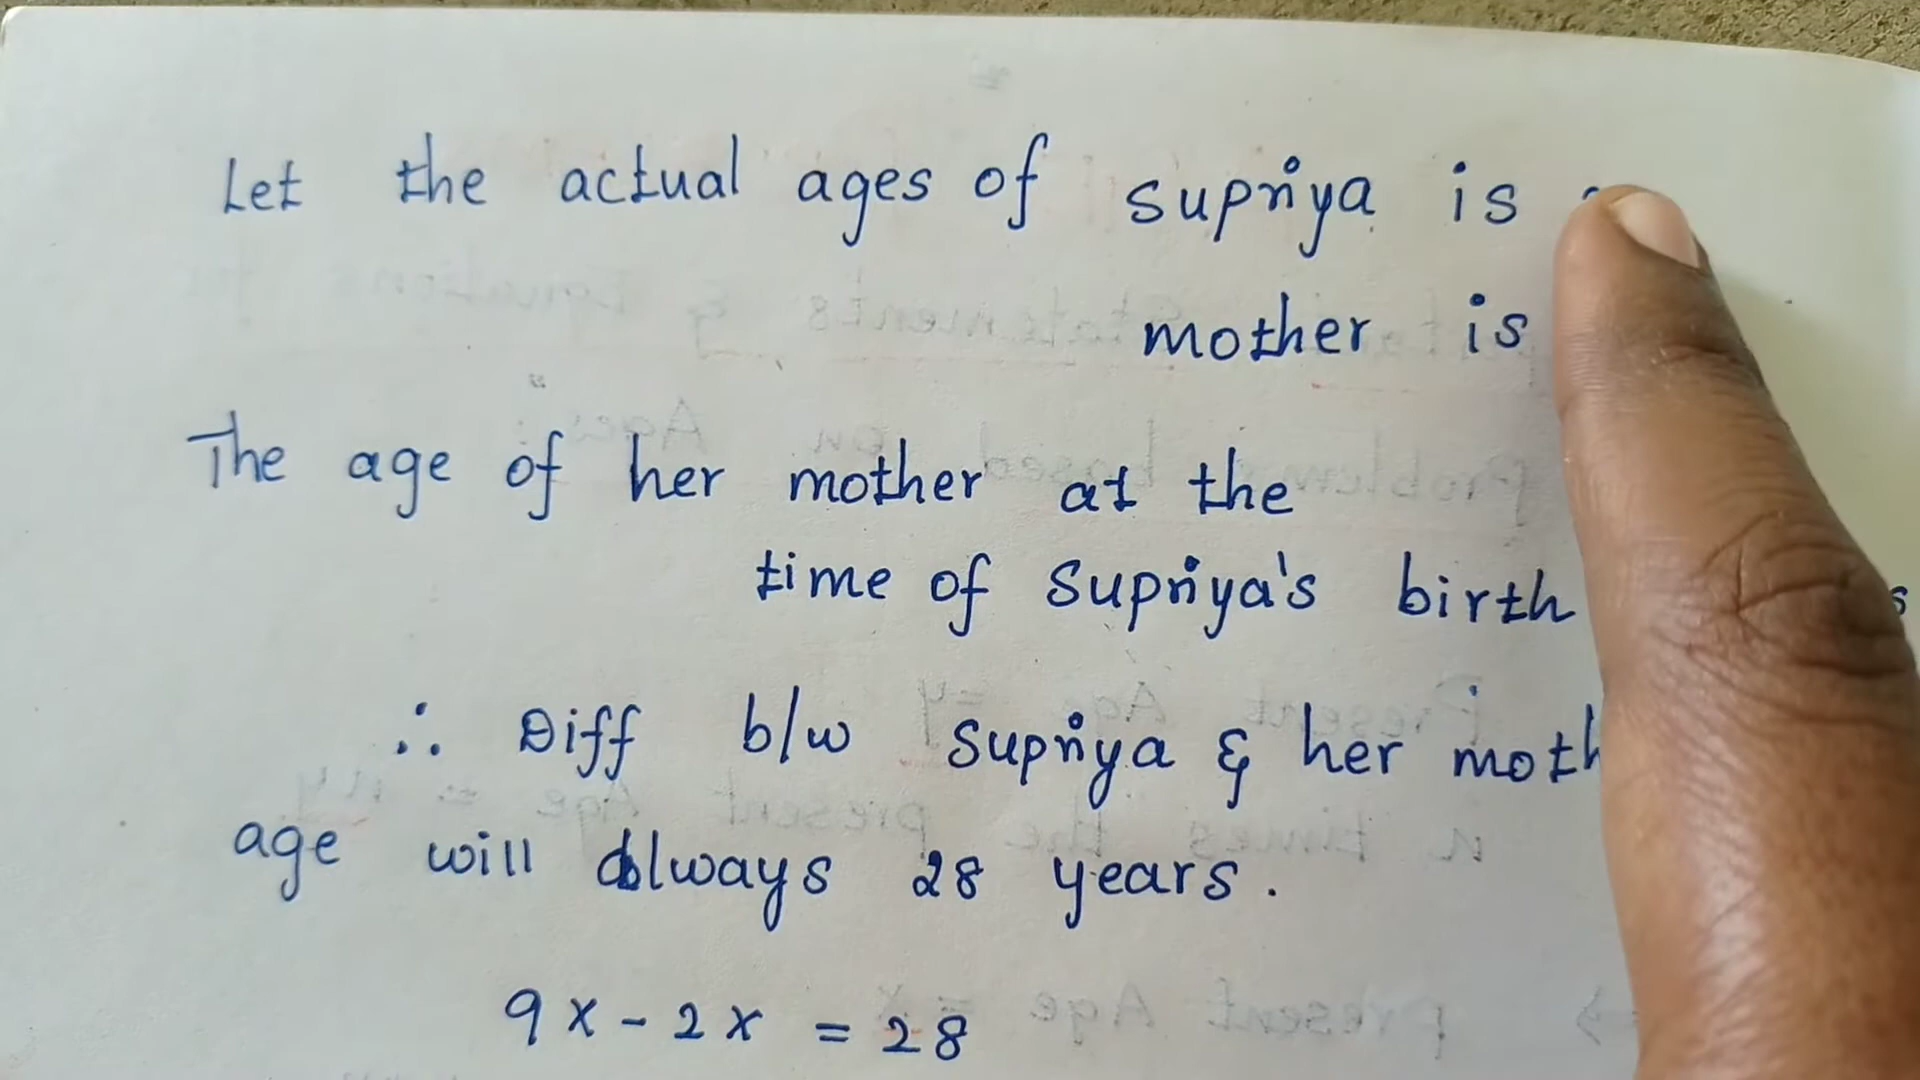 Let the actual ages of Supriya is
mother is
The age of her mother at the
time of Supriya's birth
∴ Diff b/w Supriya & her moth
age will always 28 years.
9x - 2x = 28